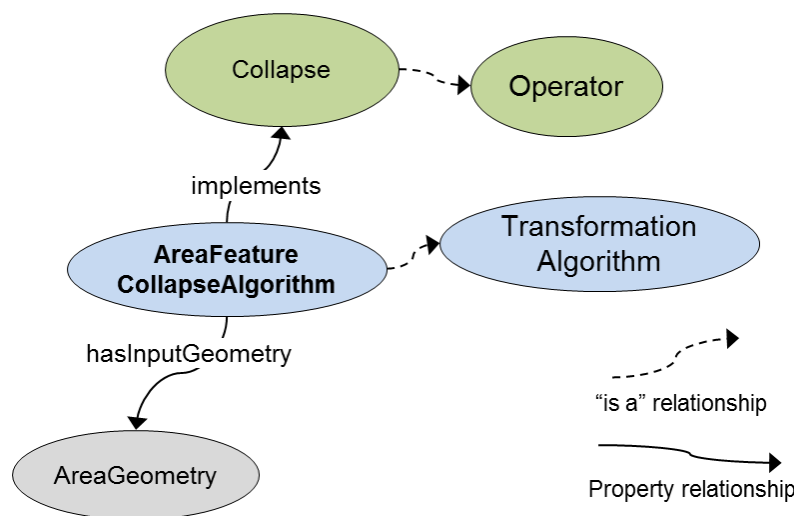 Collapse
Operator
implements
AreaFeature
CollapseAlgorithm
Transformation
Algorithm
hasInputGeometry
“is a” relationship
AreaGeometry
Property relationship